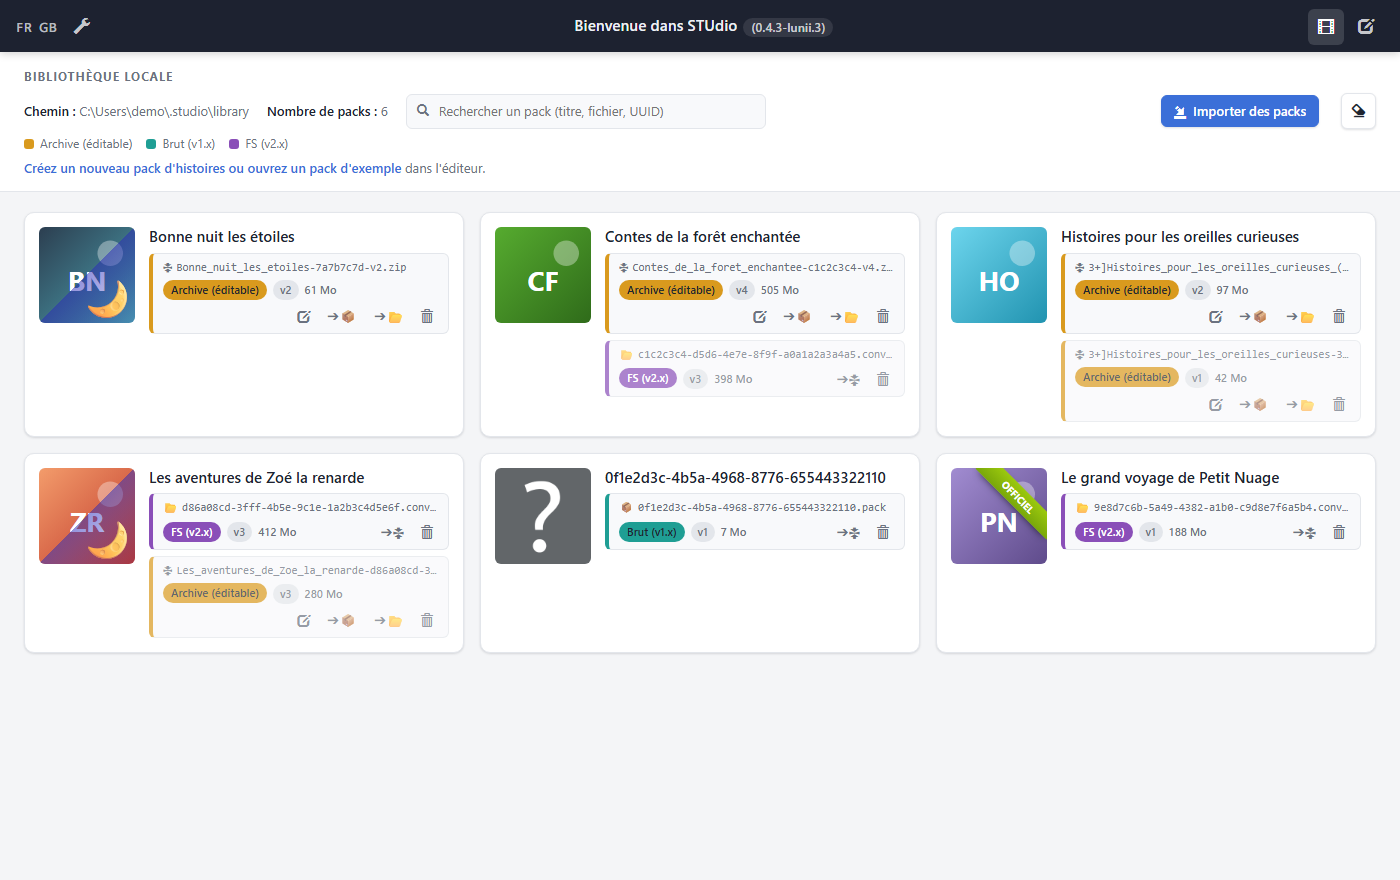 FR GB
Bienvenue dans STUdio (0.4.3-lunii.3)
BIBLIOTHÈQUE LOCALE
Chemin : C:\Users\demo\.studio\library Nombre de packs : 6
Rechercher un pack (titre, fichier, UUID)
Importer des packs
Archive (éditable) Brut (v1.x) FS (v2.x)
Créez un nouveau pack d'histoires ou ouvrez un pack d'exemple dans l'éditeur.
BN
Bonne nuit les étoiles
Bonne_nuit_les_etoiles-7a7b7c7d-v2.zip
Archive (éditable) v2 61 Mo
CF
Contes de la forêt enchantée
Contes_de_la_foret_enchantee-c1c2c3c4-v4.z…
Archive (éditable) v4 505 Mo
c1c2c3c4-d5d6-4e7e-8f9f-a0a1a2a3a4a5.conv…
FS (v2.x) v3 398 Mo
HO
Histoires pour les oreilles curieuses
3+]Histoires_pour_les_oreilles_curieuses_(…
Archive (éditable) v2 97 Mo
3+]Histoires_pour_les_oreilles_curieuses-3…
Archive (éditable) v1 42 Mo
ZR
Les aventures de Zoé la renarde
d86a08cd-3fff-4b5e-9c1e-1a2b3c4d5e6f.conv…
FS (v2.x) v3 412 Mo
Les_aventures_de_Zoe_la_renarde-d86a08cd-3…
Archive (éditable) v3 280 Mo
?
0f1e2d3c-4b5a-4968-8776-655443322110
0f1e2d3c-4b5a-4968-8776-655443322110.pack
Brut (v1.x) v1 7 Mo
PN
OFFICIEL
Le grand voyage de Petit Nuage
9e8d7c6b-5a49-4382-a1b0-c9d8e7f6a5b4.conv…
FS (v2.x) v1 188 Mo